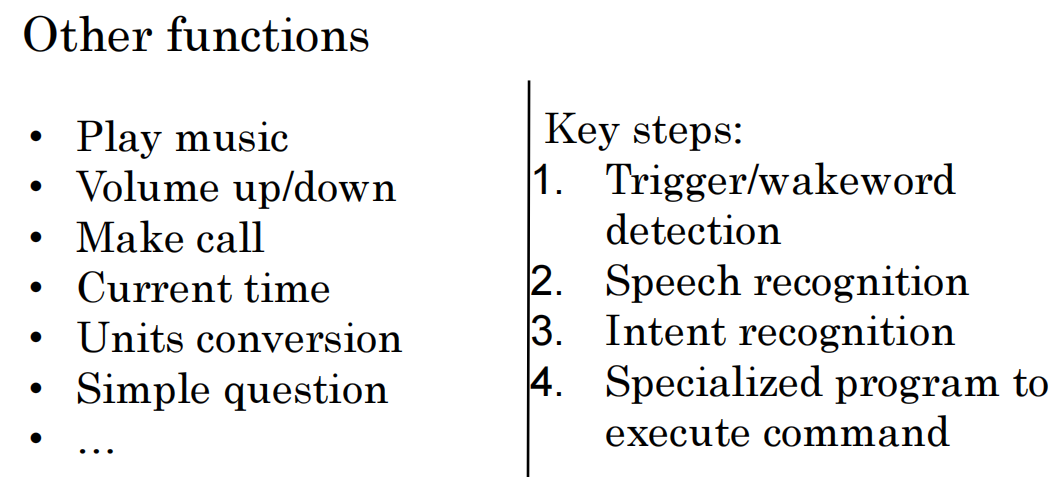 Other functions
• Play music
• Volume up/down
• Make call
• Current time
• Units conversion
• Simple question
• ...
Key steps:
1. Trigger/wakeword
detection
2. Speech recognition
3. Intent recognition
4. Specialized program to
execute command